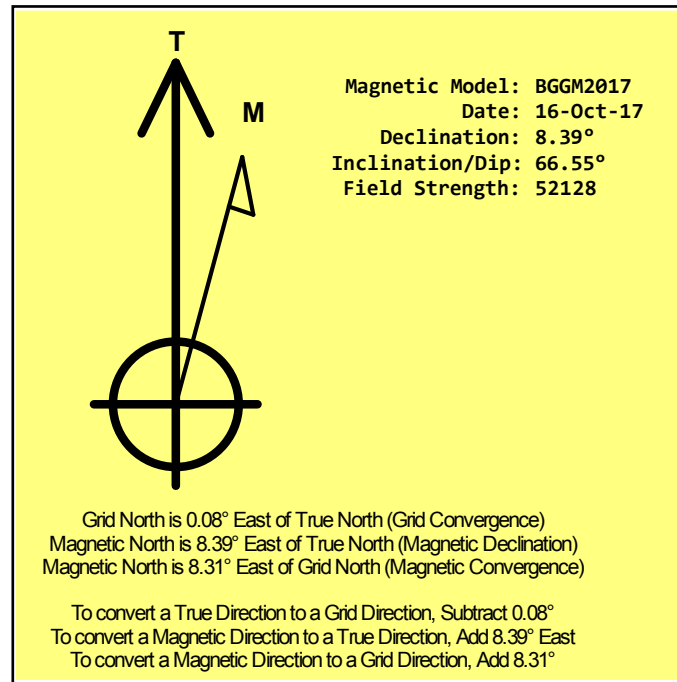 T
M
Magnetic Model: BGGM2017
Date: 16-Oct-17
Declination: 8.39°
Inclination/Dip: 66.55°
Field Strength: 52128
Grid North is 0.08° East of True North (Grid Convergence)
Magnetic North is 8.39° East of True North (Magnetic Declination)
Magnetic North is 8.31° East of Grid North (Magnetic Convergence)
To convert a True Direction to a Grid Direction, Subtract 0.08°
To convert a Magnetic Direction to a True Direction, Add 8.39° East
To convert a Magnetic Direction to a Grid Direction, Add 8.31°